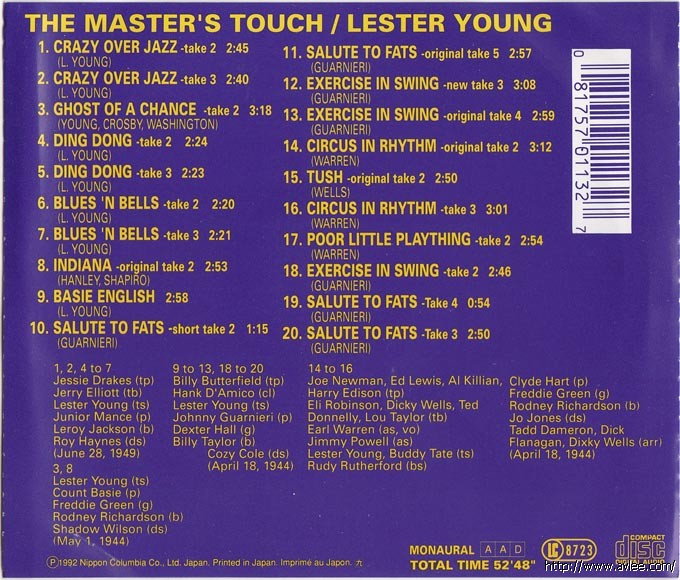 THE MASTER'S TOUCH / LESTER YOUNG
1. CRAZY OVER JAZZ -take 2 2:45
(L. YOUNG)
2. CRAZY OVER JAZZ -take 3 2:40
(L. YOUNG)
3. GHOST OF A CHANCE -take 2 3:18
(YOUNG, CROSBY, WASHINGTON)
4. DING DONG -take 2 2:24
(L. YOUNG)
5. DING DONG -take 3 2:23
(L. YOUNG)
6. BLUES 'N BELLS -take 2 2:20
(L. YOUNG)
7. BLUES 'N BELLS -take 3 2:21
(L. YOUNG)
8. INDIANA -original take 2 2:53
(HANLEY, SHAPIRO)
9. BASIE ENGLISH 2:58
(L. YOUNG)
10. SALUTE TO FATS -short take 2 1:15
(GUARNIERI)
11. SALUTE TO FATS -original take 5 2:57
(GUARNIERI)
12. EXERCISE IN SWING -new take 3 3:08
(GUARNIERI)
13. EXERCISE IN SWING -original take 4 2:59
(GUARNIERI)
14. CIRCUS IN RHYTHM -original take 2 3:12
(WARREN)
15. TUSH -original take 2 2:50
(WELLS)
16. CIRCUS IN RHYTHM -take 3 3:01
(WARREN)
17. POOR LITTLE PLAYTHING -take 2 2:54
(WARREN)
18. EXERCISE IN SWING -take 2 2:46
(GUARNIERI)
19. SALUTE TO FATS -Take 4 0:54
(GUARNIERI)
20. SALUTE TO FATS -Take 3 2:50
(GUARNIERI)
0 81757 01132 7
1, 2, 4 to 7
Jessie Drakes (tp)
Jerry Elliott (tb)
Lester Young (ts)
Junior Mance (p)
Leroy Jackson (b)
Roy Haynes (ds)
(June 28, 1949)
3, 8
Lester Young (ts)
Count Basie (p)
Freddie Green (g)
Rodney Richardson (b)
Shadow Wilson (ds)
(May 1, 1944)
9 to 13, 18 to 20
Billy Butterfield (tp)
Hank D'Amico (cl)
Lester Young (ts)
Johnny Guarnieri (p)
Dexter Hall (g)
Billy Taylor (b)
Cozy Cole (ds)
(April 18, 1944)
14 to 16
Joe Newman, Ed Lewis, Al Killian,
Harry Edison (tp)
Eli Robinson, Dicky Wells, Ted
Donnelly, Lou Taylor (tb)
Earl Warren (as, vo)
Jimmy Powell (as)
Lester Young, Buddy Tate (ts)
Rudy Rutherford (bs)
Clyde Hart (p)
Freddie Green (g)
Rodney Richardson (b)
Jo Jones (ds)
Tadd Dameron, Dick
Flanagan, Dixky Wells (arr)
(April 18, 1944)
Ⓟ1992 Nippon Columbia Co., Ltd. Japan. Printed in Japan. Imprimé au Japon. カ
MONAURAL A A D
TOTAL TIME 52'48"
LC 8723
COMPACT
disc
DIGITAL AUDIO
http://www.avlee.com/